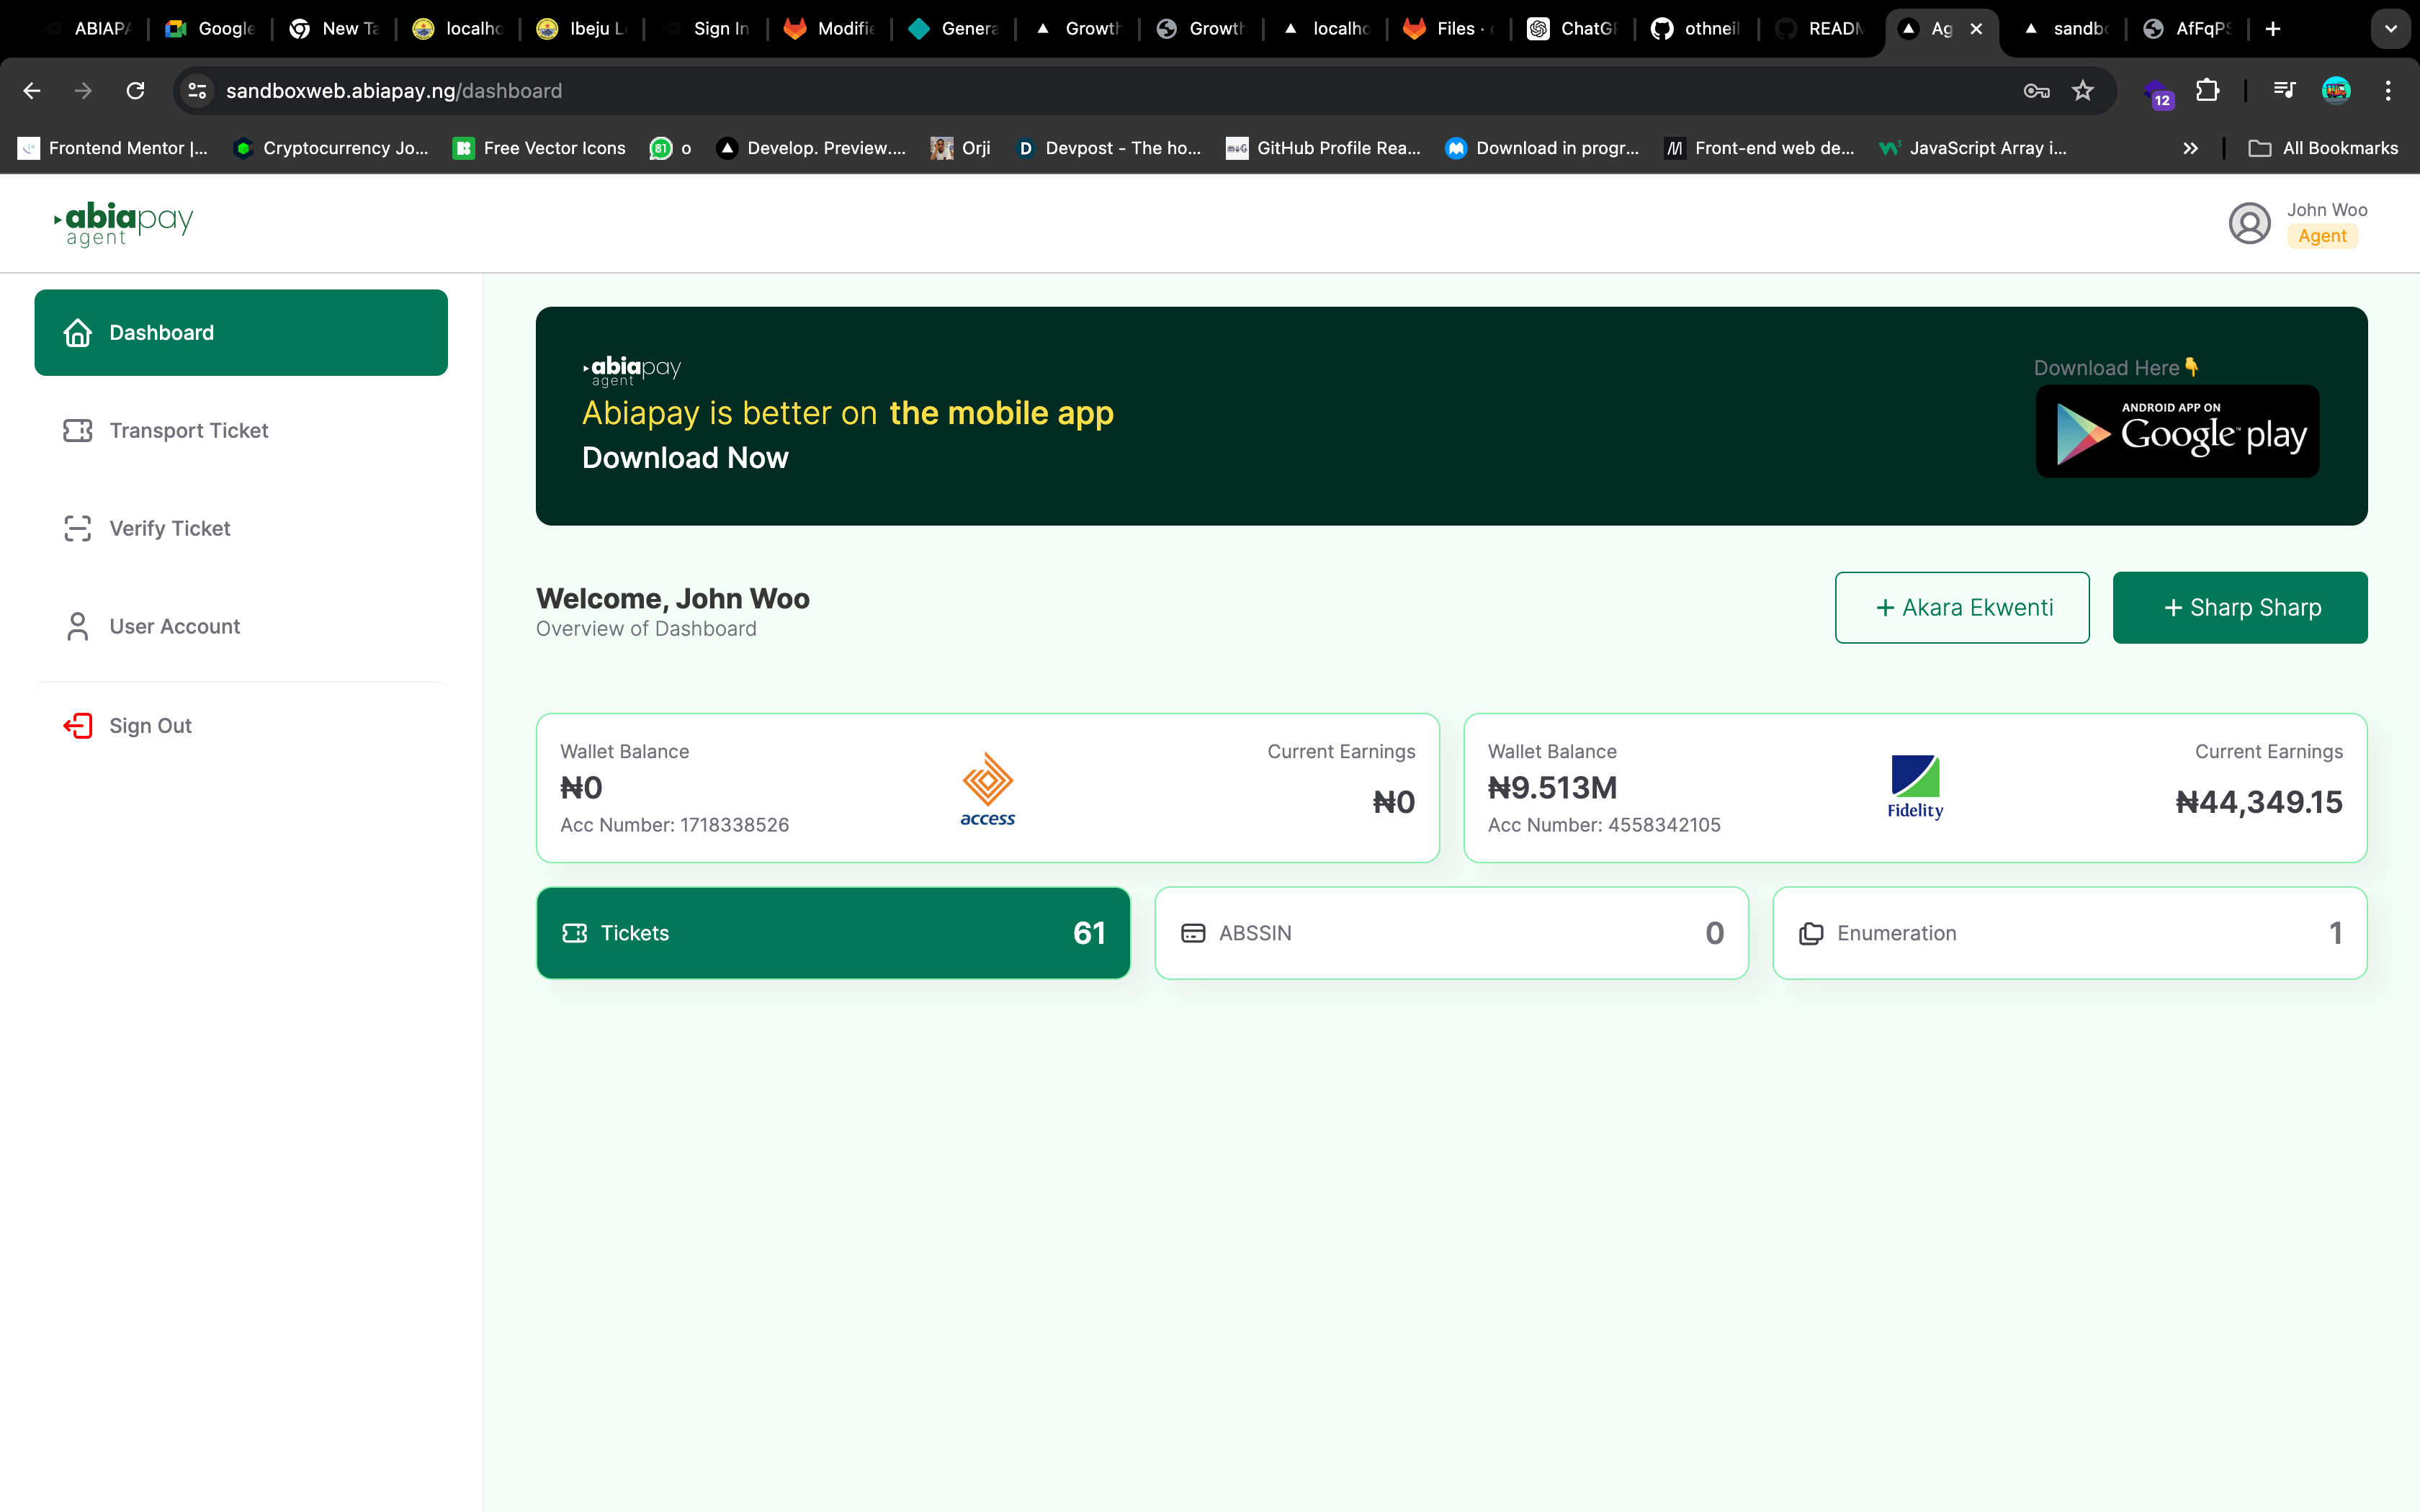 ABIAPA
Google
New Ta
localho
Ibeju L
Sign In
Modifie
Genera
Growth
Growth
localho
Files ·
ChatGP
othneil
READM
Ag
sandbo
AfFqPS
sandboxweb.abiapay.ng/dashboard
12
Frontend Mentor |...
Cryptocurrency Jo...
Free Vector Icons
81
o
Develop. Preview....
Orji
Devpost - The ho...
GitHub Profile Rea...
Download in progr...
Front-end web de...
JavaScript Array i...
All Bookmarks
abiapay
agent
John Woo
Agent
Dashboard
Transport Ticket
Verify Ticket
User Account
Sign Out
abiapay
agent
Abiapay is better on the mobile app
Download Now
Download Here👇
ANDROID APP ON
Google play
Welcome, John Woo
Overview of Dashboard
+ Akara Ekwenti
+ Sharp Sharp
Wallet Balance
₦0
Acc Number: 1718338526
access
Current Earnings
₦0
Wallet Balance
₦9.513M
Acc Number: 4558342105
Fidelity
Current Earnings
₦44,349.15
Tickets
61
ABSSIN
0
Enumeration
1